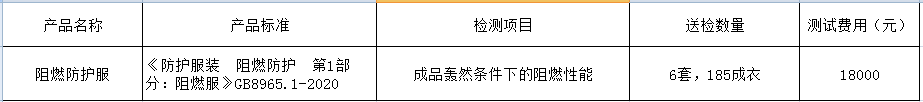 产品名称 产品标准 检测项目 送检数量 测试费用（元）
阻燃防护服 《防护服装 阻燃防护 第1部分：阻燃服》GB8965.1-2020 成品轰然条件下的阻燃性能 6套，185成衣 18000